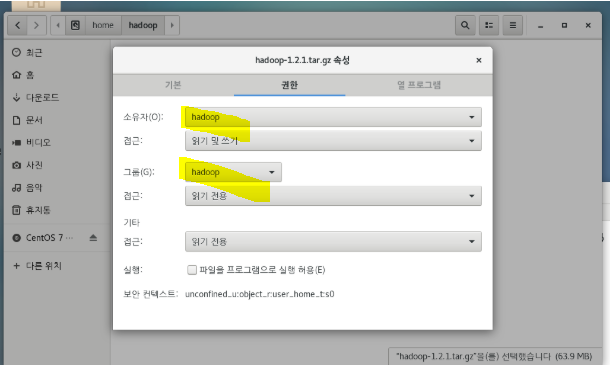 home hadoop
최근
홈
다운로드
문서
비디오
사진
음악
휴지통
CentOS 7 ···
+ 다른 위치
hadoop-1.2.1.tar.gz 속성
기본 권한 열 프로그램
소유자(O): hadoop
접근: 읽기 및 쓰기
그룹(G): hadoop
접근: 읽기 전용
기타
접근: 읽기 전용
실행: 파일을 프로그램으로 실행 허용(E)
보안 컨텍스트: unconfined_u:object_r:user_home_t:s0
"hadoop-1.2.1.tar.gz"을(를) 선택했습니다 (63.9 MB)